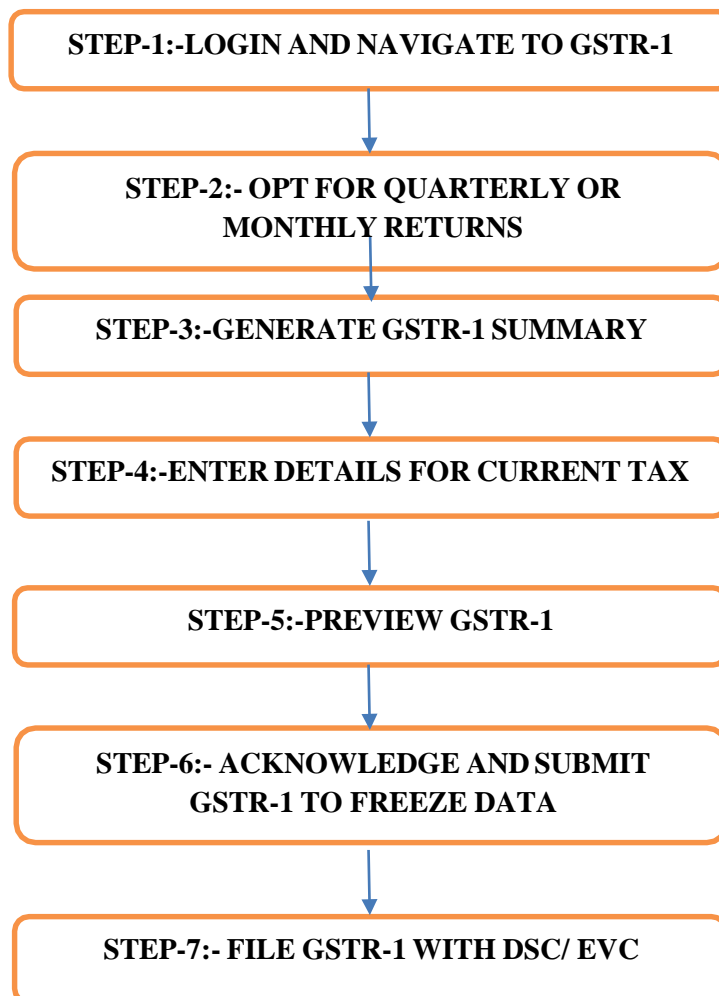 STEP-1:-LOGIN AND NAVIGATE TO GSTR-1
STEP-2:- OPT FOR QUARTERLY OR
MONTHLY RETURNS
STEP-3:-GENERATE GSTR-1 SUMMARY
STEP-4:-ENTER DETAILS FOR CURRENT TAX
STEP-5:-PREVIEW GSTR-1
STEP-6:- ACKNOWLEDGE AND SUBMIT
GSTR-1 TO FREEZE DATA
STEP-7:- FILE GSTR-1 WITH DSC/ EVC